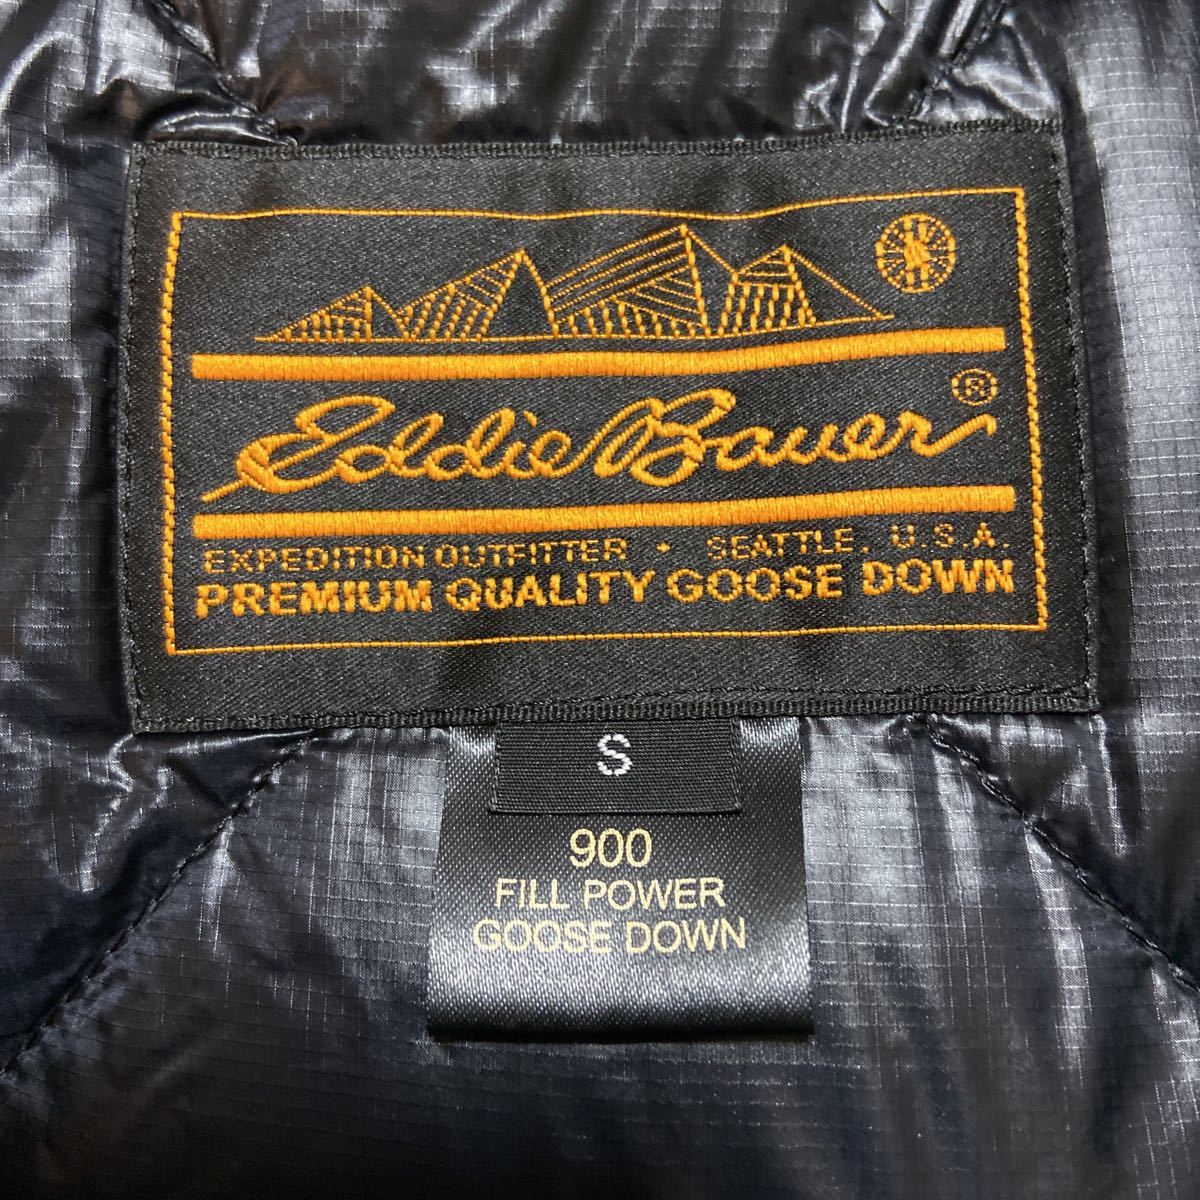 Eddie Bauer®
EXPEDITION OUTFITTER • SEATTLE, U.S.A.
PREMIUM QUALITY GOOSE DOWN
S
900
FILL POWER
GOOSE DOWN